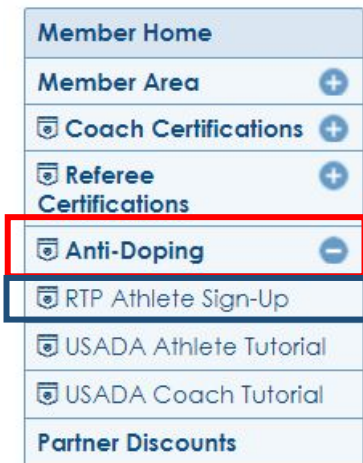 Member Home
Member Area
Coach Certifications
Referee
Certifications
Anti-Doping
RTP Athlete Sign-Up
USADA Athlete Tutorial
USADA Coach Tutorial
Partner Discounts